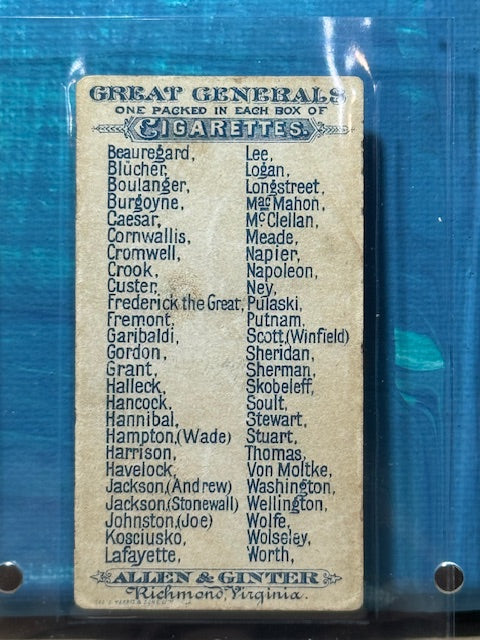 GREAT GENERALS
ONE PACKED IN EACH BOX OF
CIGARETTES.
Beauregard,
Blücher,
Boulanger,
Burgoyne,
Caesar,
Cornwallis,
Cromwell,
Crook,
Custer,
Frederick the Great,
Fremont,
Garibaldi,
Gordon,
Grant,
Halleck,
Hancock,
Hannibal,
Hampton,(Wade)
Harrison,
Havelock,
Jackson,(Andrew)
Jackson,(Stonewall)
Johnston,(Joe)
Kosciusko,
Lafayette,
Lee,
Logan,
Longstreet,
MacMahon,
McClellan,
Meade,
Napier,
Napoleon,
Ney,
Pulaski,
Putnam,
Scott,(Winfield)
Sheridan,
Sherman,
Skobeleff,
Soult,
Stewart,
Stuart,
Thomas,
Von Moltke,
Washington,
Wellington,
Wolfe,
Wolseley,
Worth,
ALLEN & GINTER
Richmond, Virginia.